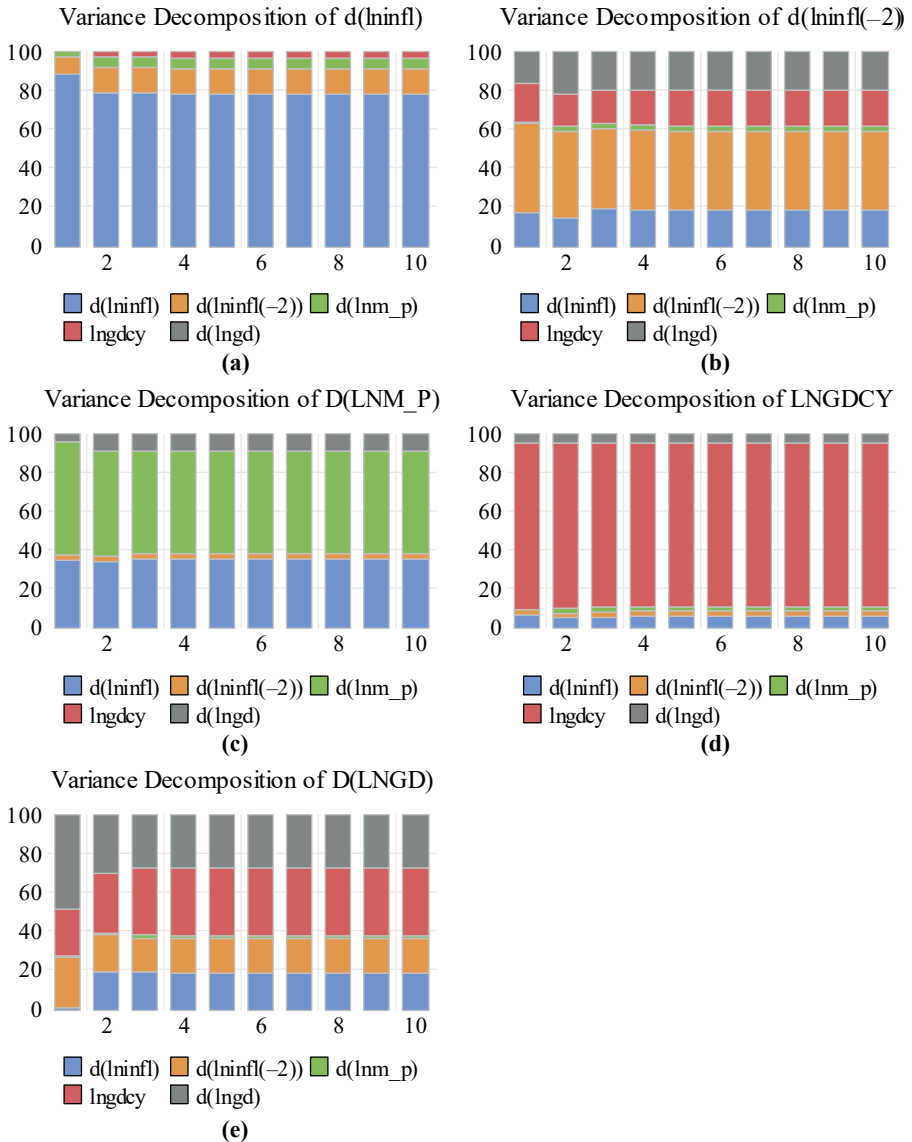 Variance Decomposition of d(lninfl)
100
80
60
40
20
0
2 4 6 8 10
d(lninfl) d(lninfl(−2)) d(lnm_p)
lngdcy d(lngd)
(a)
Variance Decomposition of d(lninfl(−2))
100
80
60
40
20
0
2 4 6 8 10
d(lninfl) d(lninfl(−2)) d(lnm_p)
lngdcy d(lngd)
(b)
Variance Decomposition of D(LNM_P)
100
80
60
40
20
0
2 4 6 8 10
d(lninfl) d(lninfl(−2)) d(lnm_p)
lngdcy d(lngd)
(c)
Variance Decomposition of LNGDCY
100
80
60
40
20
0
2 4 6 8 10
d(lninfl) d(lninfl(−2)) d(lnm_p)
lngdcy d(lngd)
(d)
Variance Decomposition of D(LNGD)
100
80
60
40
20
0
2 4 6 8 10
d(lninfl) d(lninfl(−2)) d(lnm_p)
lngdcy d(lngd)
(e)